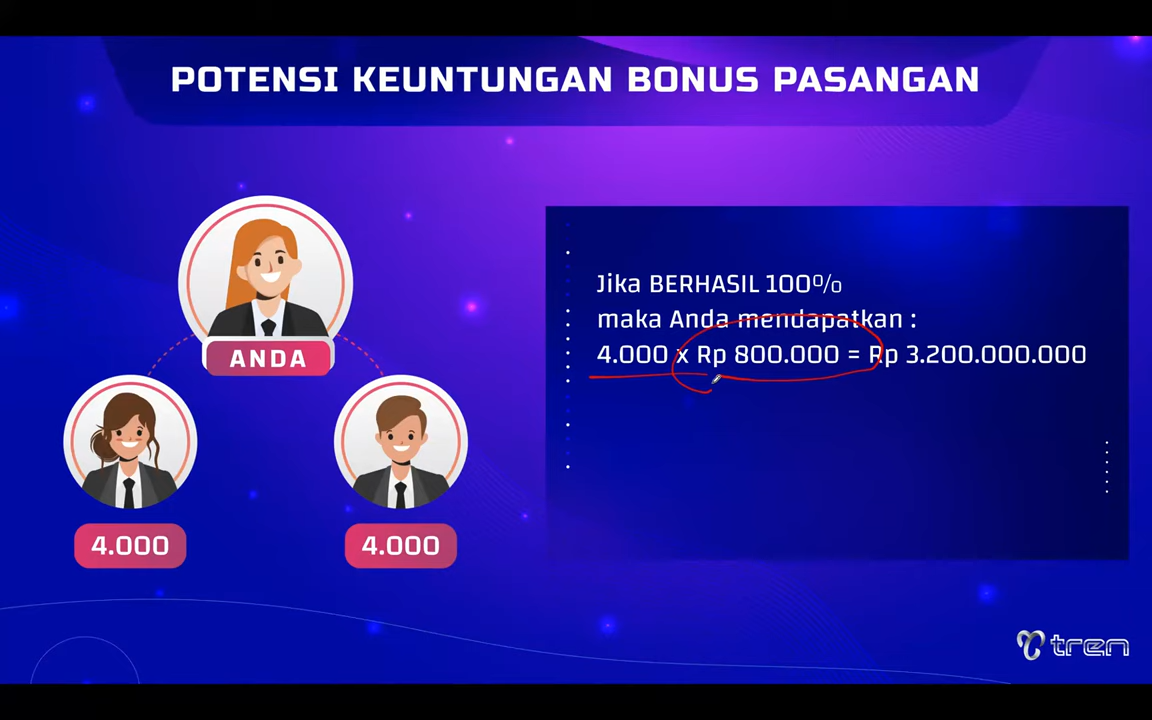 POTENSI KEUNTUNGAN BONUS PASANGAN
ANDA
4.000
4.000
Jika BERHASIL 100%
maka Anda mendapatkan :
4.000 x Rp 800.000 = Rp 3.200.000.000
tren